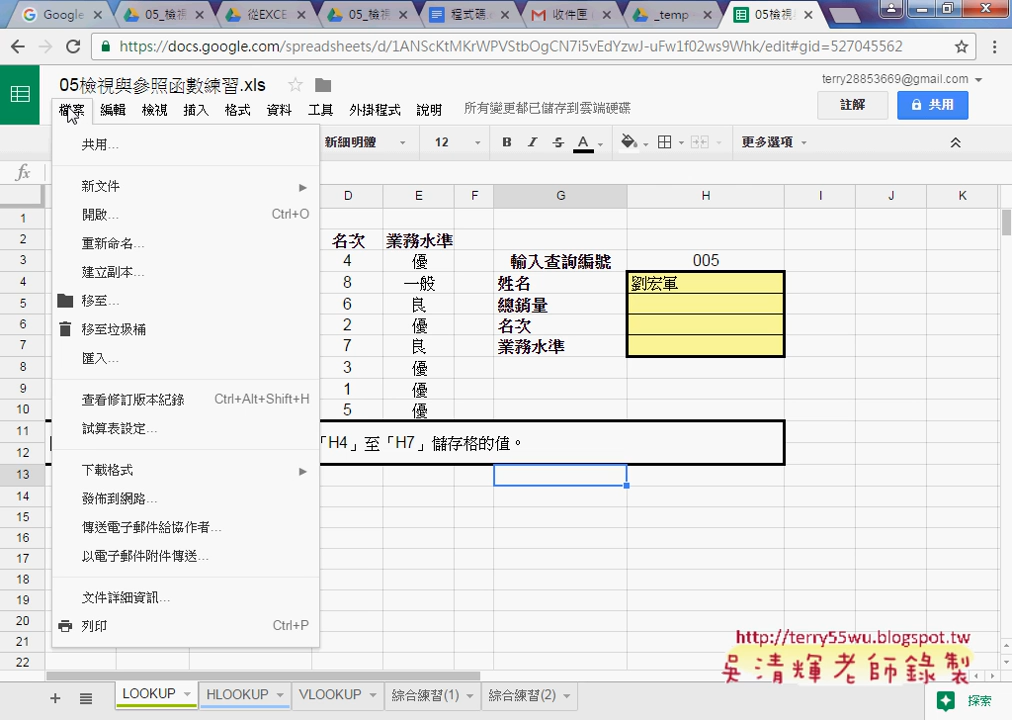 Google
05_檢視
從EXCE
05_檢視
程式碼
收件匣
_temp
05檢視
https://docs.google.com/spreadsheets/d/1ANScKtMKrWPVStbOgCN7i5vEdYzwJ-uFw1f02ws9Whk/edit#gid=527045562
05檢視與參照函數練習.xls
terry28853669@gmail.com
檔案 編輯 檢視 插入 格式 資料 工具 外掛程式 說明 所有變更都已儲存到雲端硬碟
註解 共用
新細明體 12 B I S A 更多選項
fx
共用...
新文件
開啟... Ctrl+O
重新命名...
建立副本...
移至...
移至垃圾桶
匯入...
查看修訂版本紀錄 Ctrl+Alt+Shift+H
試算表設定...
下載格式
發佈到網路...
傳送電子郵件給協作者...
以電子郵件附件傳送...
文件詳細資訊...
列印 Ctrl+P
D E F G H I J K
1
2 名次 業務水準
3 4 優 輸入查詢編號 005
4 8 一般 姓名 劉宏軍
5 6 良 總銷量
6 2 優 名次
7 7 良 業務水準
8 3 優
9 1 優
10 5 優
11
「H4」至「H7」儲存格的值。
12
13
14
15
16
17
18
19
20
21
22
http://terry55wu.blogspot.tw
吳清輝老師錄製
LOOKUP HLOOKUP VLOOKUP 綜合練習(1) 綜合練習(2) 探索